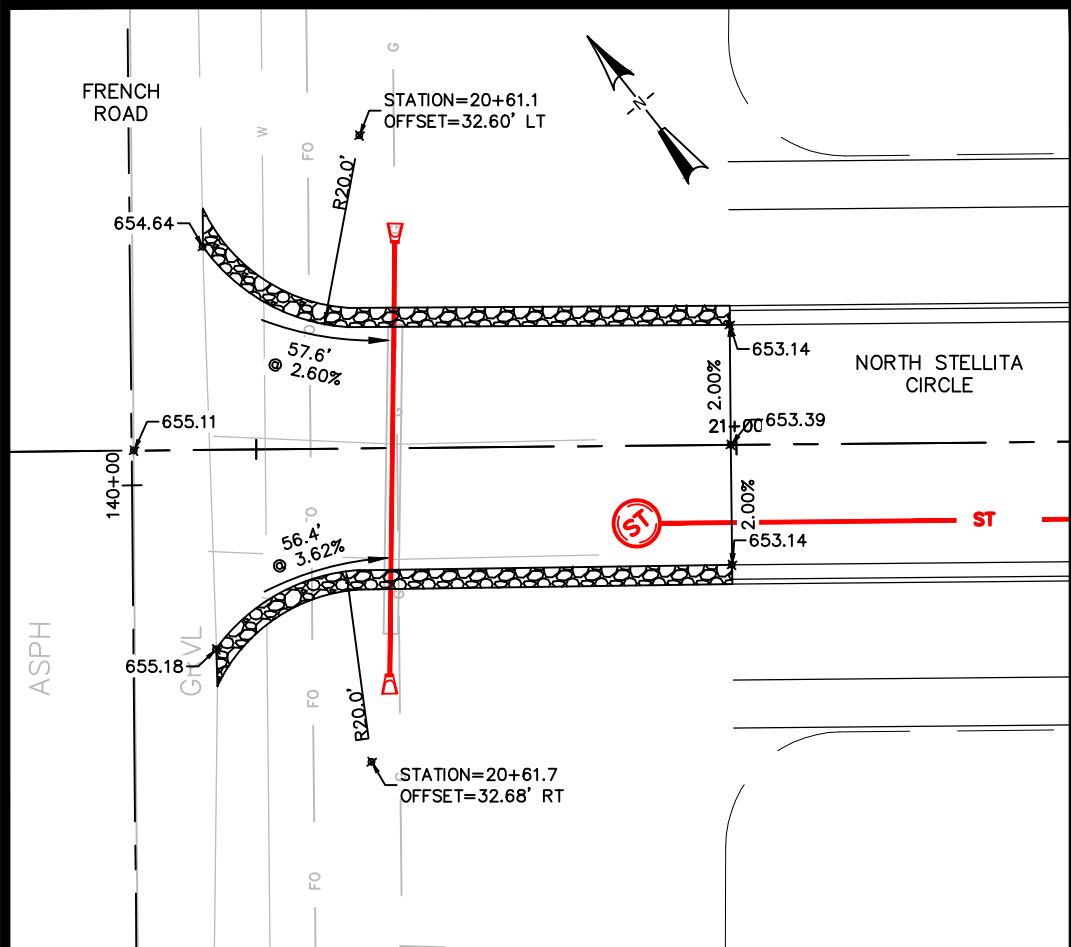 G
FRENCH
ROAD
STATION=20+61.1
OFFSET=32.60' LT
W
FO
-N-
R20.0'
654.64
G
57.6'
@ 2.60%
653.14
NORTH STELLITA
CIRCLE
2.00%
G
655.11
21+00
653.39
140+00
2.00%
ST
ST
56.4'
@ 3.62%
653.14
G
ASPH
655.18
FO
R20.0'
STATION=20+61.7
OFFSET=32.68' RT
FO